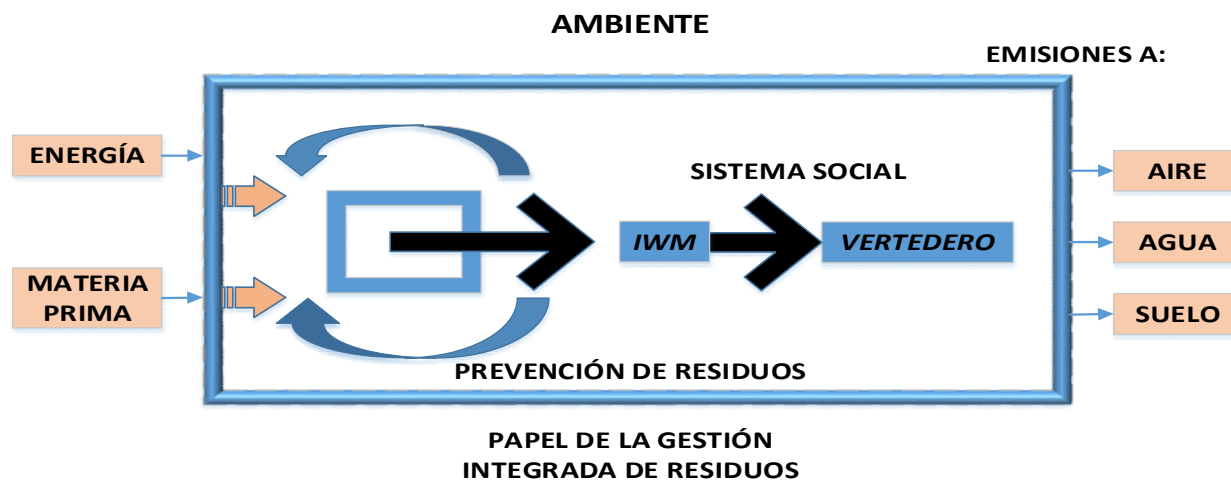 AMBIENTE
EMISIONES A:
ENERGÍA
MATERIA
PRIMA
SISTEMA SOCIAL
IWM
VERTEDERO
PREVENCIÓN DE RESIDUOS
AIRE
AGUA
SUELO
PAPEL DE LA GESTIÓN
INTEGRADA DE RESIDUOS